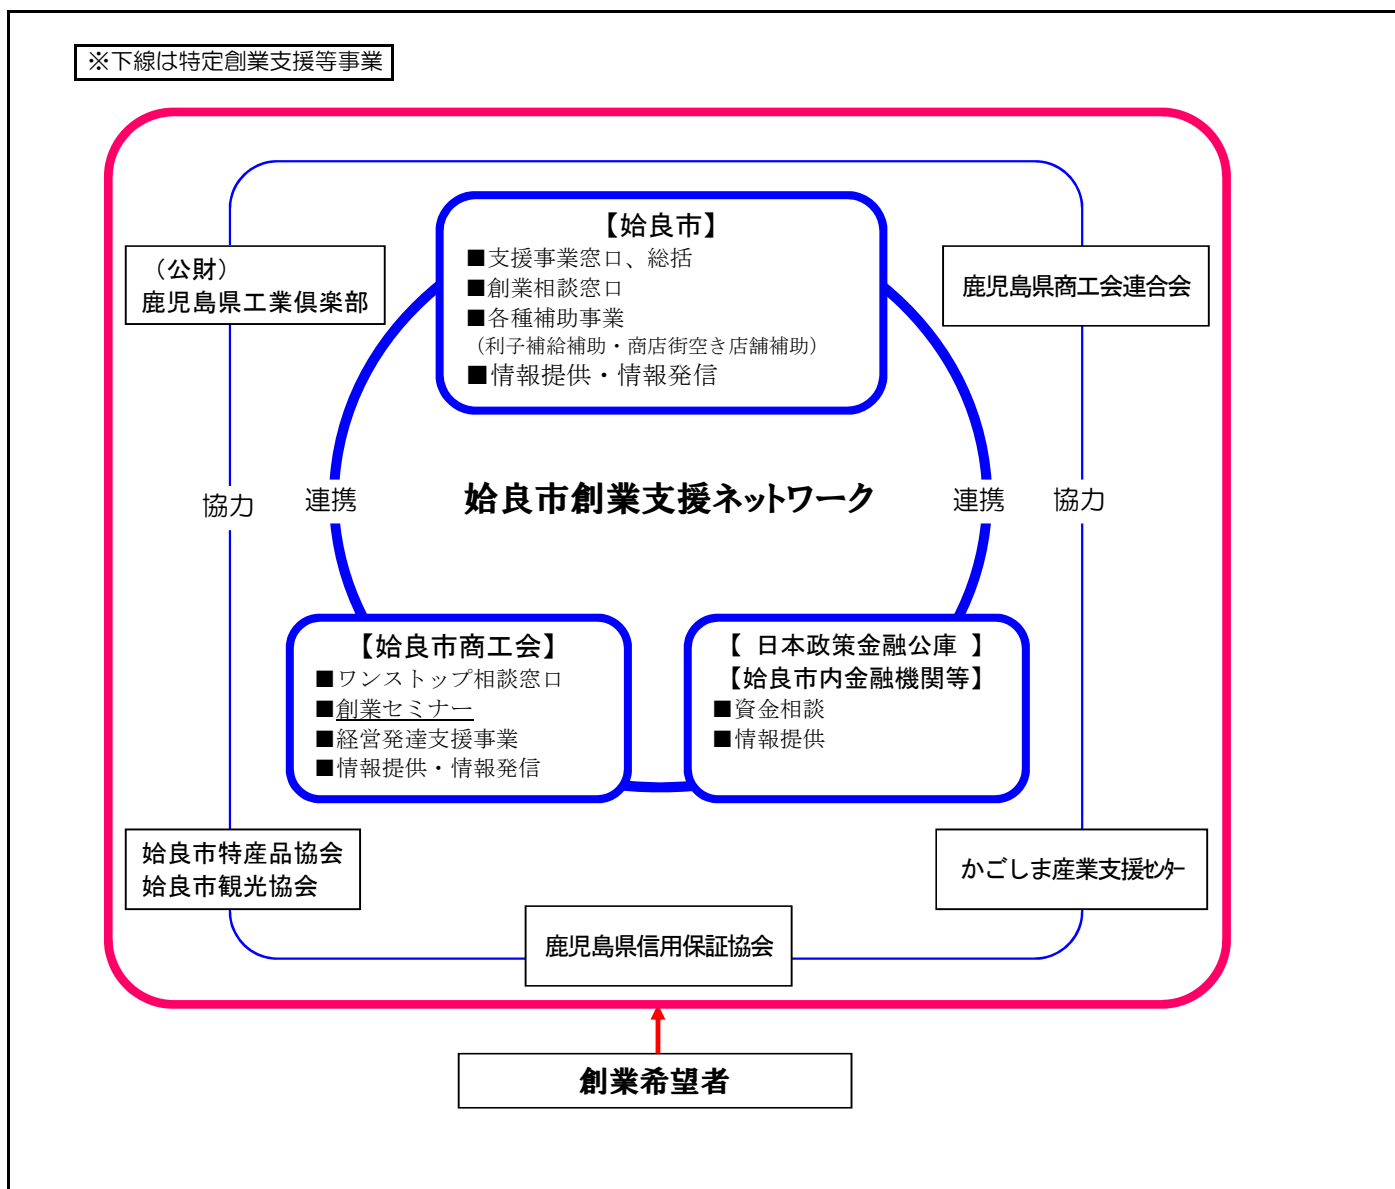 ※下線は特定創業支援等事業
【姶良市】
■支援事業窓口、総括
■創業相談窓口
■各種補助事業
（利子補給補助・商店街空き店舗補助）
■情報提供・情報発信
（公財）
鹿児島県工業倶楽部
鹿児島県商工会連合会
協力
連携
姶良市創業支援ネットワーク
連携
協力
【姶良市商工会】
■ワンストップ相談窓口
■創業セミナー
■経営発達支援事業
■情報提供・情報発信
【 日本政策金融公庫 】
【姶良市内金融機関等】
■資金相談
■情報提供
姶良市特産品協会
姶良市観光協会
かごしま産業支援ｾﾝﾀｰ
鹿児島県信用保証協会
創業希望者